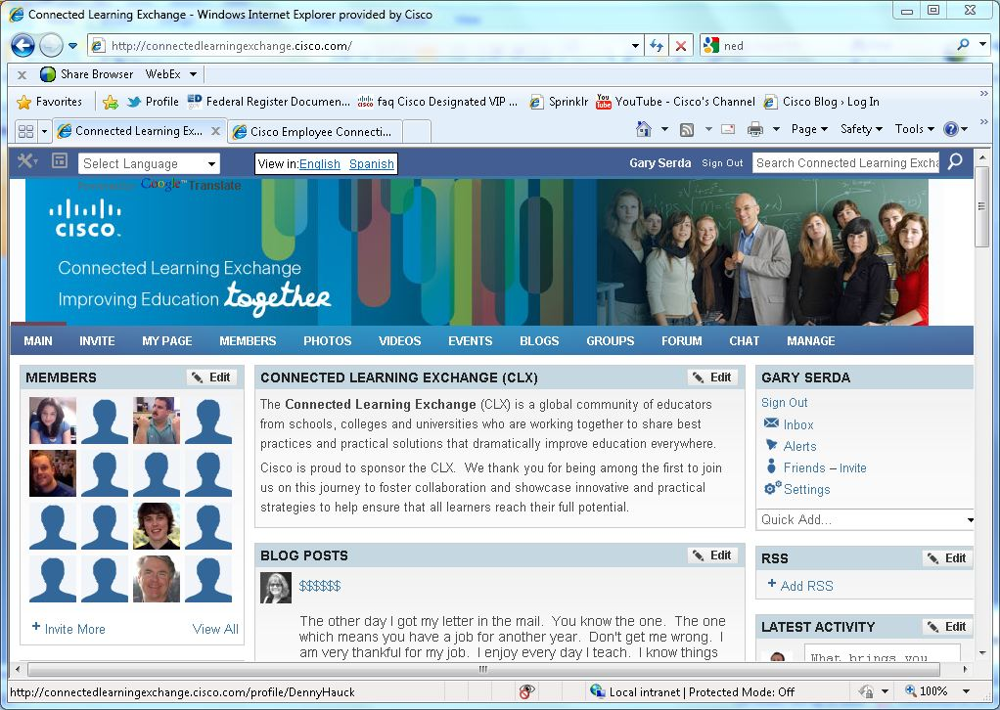 Connected Learning Exchange - Windows Internet Explorer provided by Cisco
http://connectedlearningexchange.cisco.com/
ned
Share Browser WebEx
Favorites Profile Federal Register Documen... faq Cisco Designated VIP ... Sprinklr YouTube - Cisco's Channel Cisco Blog › Log In
Connected Learning Ex... Cisco Employee Connecti...
Page Safety Tools
Select Language View in: English Spanish Gary Serda Sign Out Search Connected Learning Excha
Powered by Google™ Translate
CISCO™
Connected Learning Exchange
Improving Education together
MAIN INVITE MY PAGE MEMBERS PHOTOS VIDEOS EVENTS BLOGS GROUPS FORUM CHAT MANAGE
MEMBERS Edit
+ Invite More View All
CONNECTED LEARNING EXCHANGE (CLX) Edit
The Connected Learning Exchange (CLX) is a global community of educators
from schools, colleges and universities who are working together to share best
practices and practical solutions that dramatically improve education everywhere.
Cisco is proud to sponsor the CLX. We thank you for being among the first to join
us on this journey to foster collaboration and showcase innovative and practical
strategies to help ensure that all learners reach their full potential.
BLOG POSTS Edit
$$$$$$
The other day I got my letter in the mail. You know the one. The one
which means you have a job for another year. Don't get me wrong. I
am very thankful for my job. I enjoy every day I teach. I know things
GARY SERDA
Sign Out
Inbox
Alerts
Friends – Invite
Settings
Quick Add...
RSS Edit
+ Add RSS
LATEST ACTIVITY Edit
What brings you
http://connectedlearningexchange.cisco.com/profile/DennyHauck Local intranet | Protected Mode: Off 100%